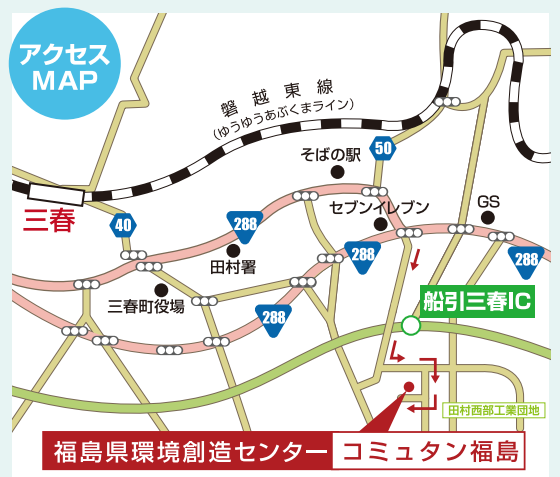 アクセス
MAP
磐越東線
(ゆうゆうあぶくまライン)
そばの駅
50
三春
40
288
セブンイレブン
GS
田村署
288
288
三春町役場
288
船引三春IC
田村西部工業団地
福島県環境創造センター コミュタン福島